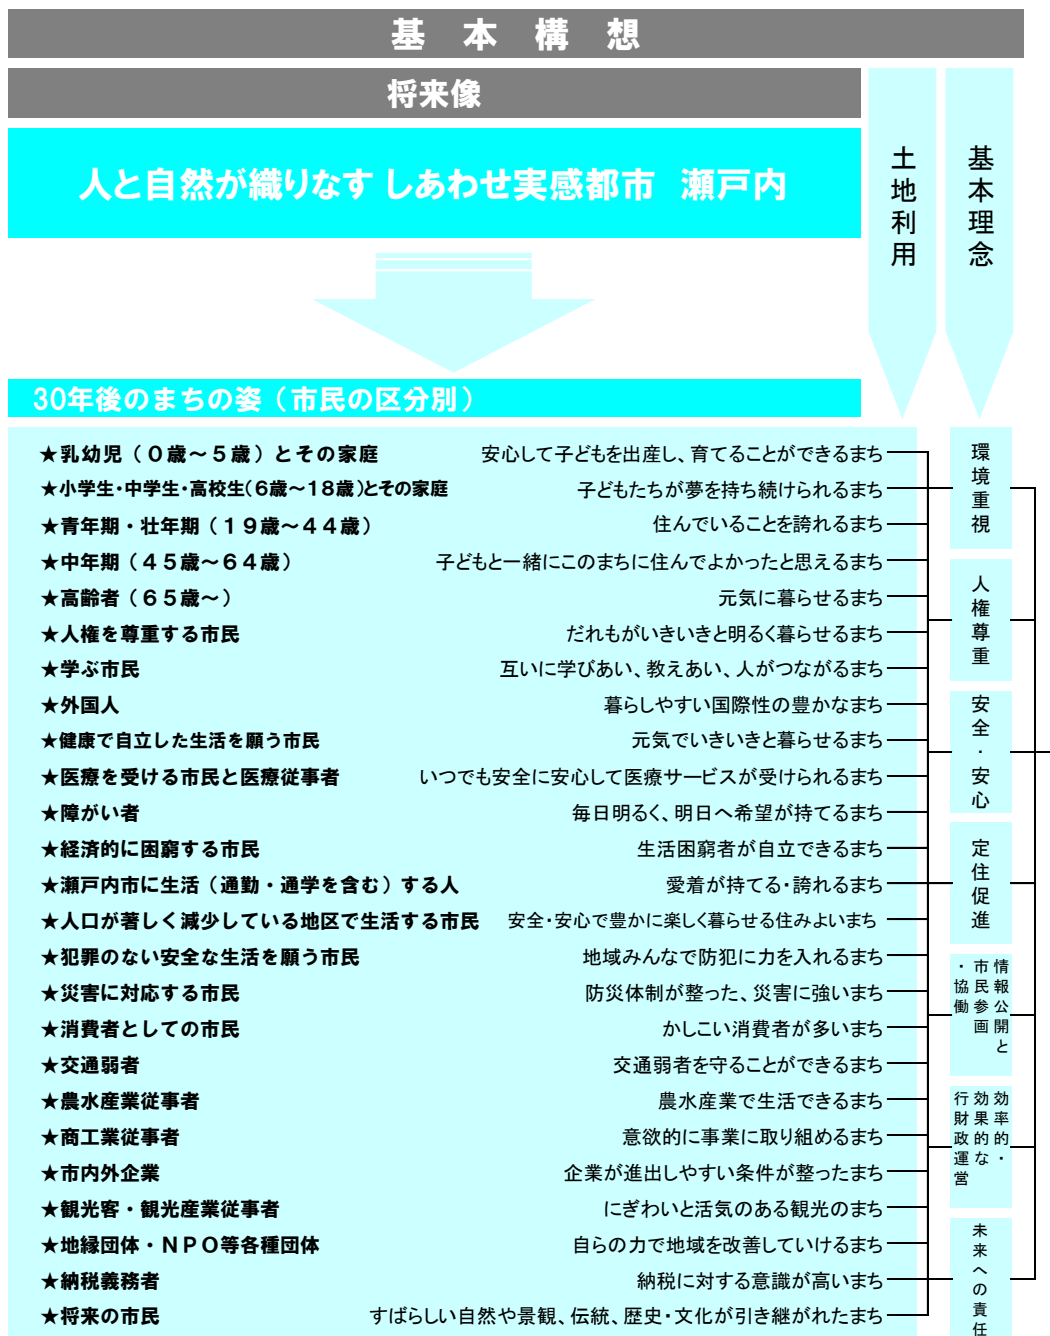 基本構想
将来像
人と自然が織りなす しあわせ実感都市 瀬戸内
土地利用
基本理念
30年後のまちの姿（市民の区分別）
★乳幼児（０歳～５歳）とその家庭 安心して子どもを出産し、育てることができるまち
★小学生・中学生・高校生（６歳～１８歳）とその家庭 子どもたちが夢を持ち続けられるまち
★青年期・壮年期（１９歳～４４歳） 住んでいることを誇れるまち
★中年期（４５歳～６４歳） 子どもと一緒にこのまちに住んでよかったと思えるまち
★高齢者（６５歳～） 元気に暮らせるまち
★人権を尊重する市民 だれもがいきいきと明るく暮らせるまち
★学ぶ市民 互いに学びあい、教えあい、人がつながるまち
★外国人 暮らしやすい国際性の豊かなまち
★健康で自立した生活を願う市民 元気でいきいきと暮らせるまち
★医療を受ける市民と医療従事者 いつでも安全に安心して医療サービスが受けられるまち
★障がい者 毎日明るく、明日へ希望が持てるまち
★経済的に困窮する市民 生活困窮者が自立できるまち
★瀬戸内市に生活（通勤・通学を含む）する人 愛着が持てる・誇れるまち
★人口が著しく減少している地区で生活する市民 安全・安心で豊かに楽しく暮らせる住みよいまち
★犯罪のない安全な生活を願う市民 地域みんなで防犯に力を入れるまち
★災害に対応する市民 防災体制が整った、災害に強いまち
★消費者としての市民 かしこい消費者が多いまち
★交通弱者 交通弱者を守ることができるまち
★農水産業従事者 農水産業で生活できるまち
★商工業従事者 意欲的に事業に取り組めるまち
★市内外企業 企業が進出しやすい条件が整ったまち
★観光客・観光産業従事者 にぎわいと活気のある観光のまち
★地縁団体・ＮＰＯ等各種団体 自らの力で地域を改善していけるまち
★納税義務者 納税に対する意識が高いまち
★将来の市民 すばらしい自然や景観、伝統、歴史・文化が引き継がれたまち
環境重視
人権尊重
安全・安心
定住促進
情報公開と
市民参画
・協働
効率的・
効果的な
行財政運営
未来への責任